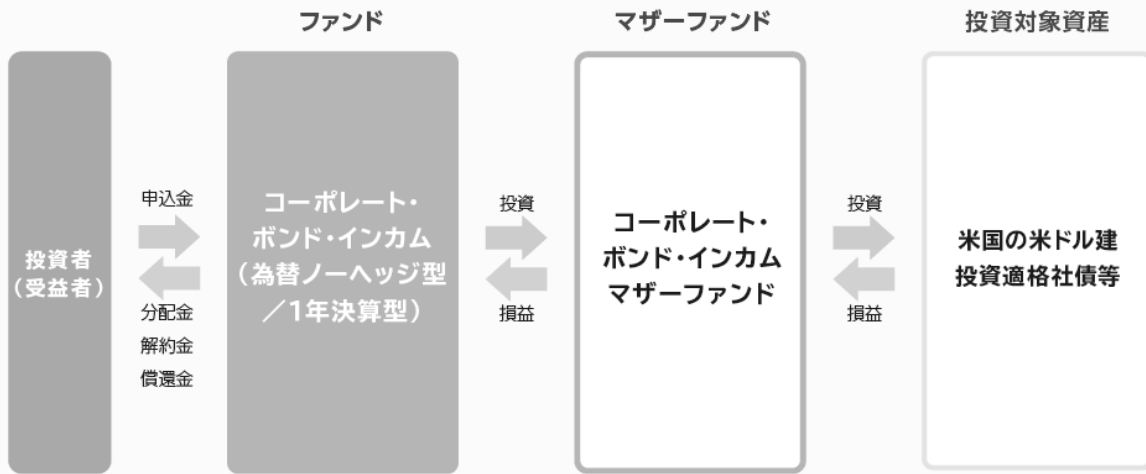 ファンド
マザーファンド
投資対象資産
投資者
（受益者）
申込金
分配金
解約金
償還金
コーポレート・
ボンド・インカム
（為替ノーヘッジ型
／1年決算型）
投資
損益
コーポレート・
ボンド・インカム
マザーファンド
投資
損益
米国の米ドル建
投資適格社債等